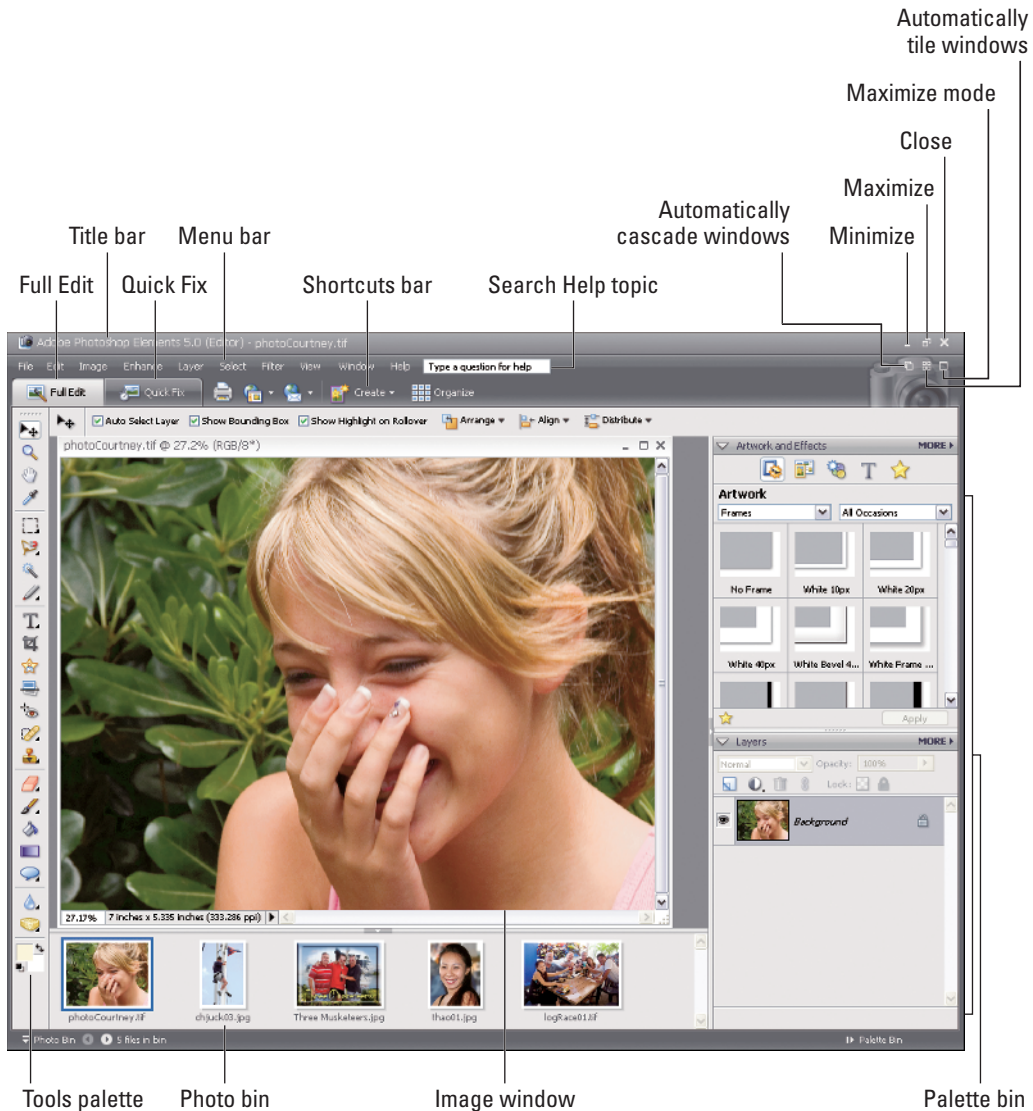 Automatically
tile windows
Maximize mode
Close
Maximize
Automatically
cascade windows
Minimize
Title bar
Menu bar
Full Edit
Quick Fix
Shortcuts bar
Search Help topic
Adobe Photoshop Elements 5.0 (Editor) - photoCourtney.tif
File Edit Image Enhance Layer Select Filter View Window Help Type a question for help
Full Edit Quick Fix Create Organize
Auto Select Layer Show Bounding Box Show Highlight on Rollover Arrange Align Distribute
photoCourtney.tif @ 27.2% (RGB/8*)
Artwork and Effects MORE
Artwork
Frames All Occasions
No Frame White 10px White 20px
White 40px White Bevel 4... White Frame ...
Apply
Layers MORE
Normal Opacity: 100%
Lock:
Background
27.17% 7 inches x 5.335 inches (333.286 ppi)
photoCourtney.tif chjuck03.jpg Three Musketeers.jpg thao01.jpg logRace01.tif
Photo Bin 5 files in bin Palette Bin
Tools palette
Photo bin
Image window
Palette bin